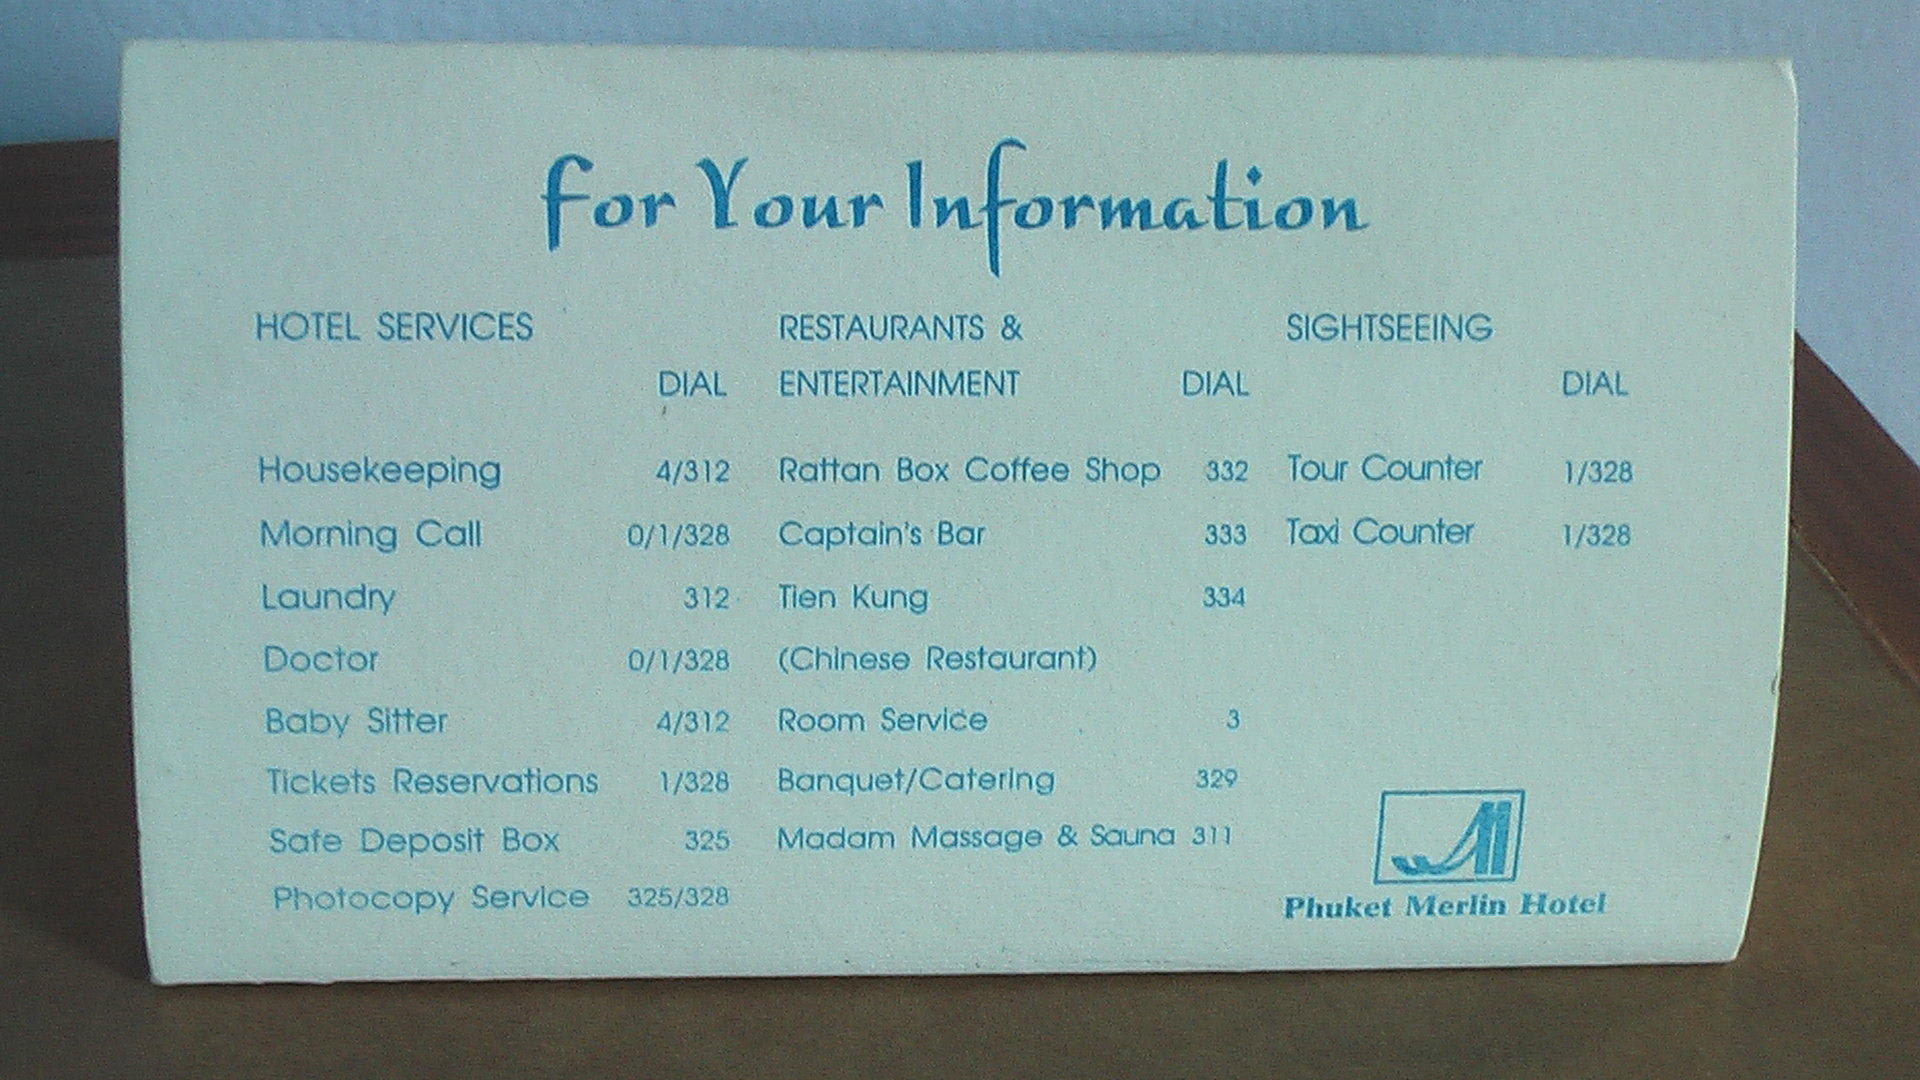 For Your Information
HOTEL SERVICES
DIAL
Housekeeping 4/312
Morning Call 0/1/328
Laundry 312
Doctor 0/1/328
Baby Sitter 4/312
Tickets Reservations 1/328
Safe Deposit Box 325
Photocopy Service 325/328
RESTAURANTS &
ENTERTAINMENT DIAL
Rattan Box Coffee Shop 332
Captain's Bar 333
Tien Kung 334
(Chinese Restaurant)
Room Service 3
Banquet/Catering 329
Madam Massage & Sauna 311
SIGHTSEEING
DIAL
Tour Counter 1/328
Taxi Counter 1/328
Phuket Merlin Hotel